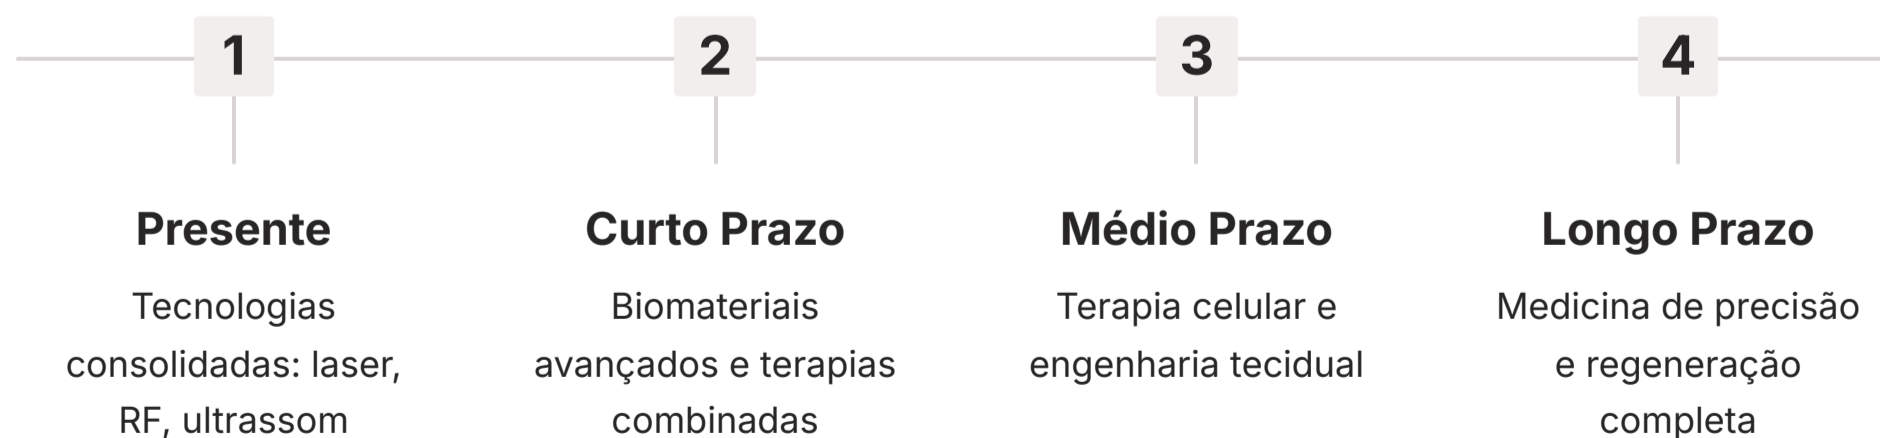 1
2
3
4
Presente
Tecnologias
consolidadas: laser,
RF, ultrassom
Curto Prazo
Biomateriais
avançados e terapias
combinadas
Médio Prazo
Terapia celular e
engenharia tecidual
Longo Prazo
Medicina de precisão
e regeneração
completa